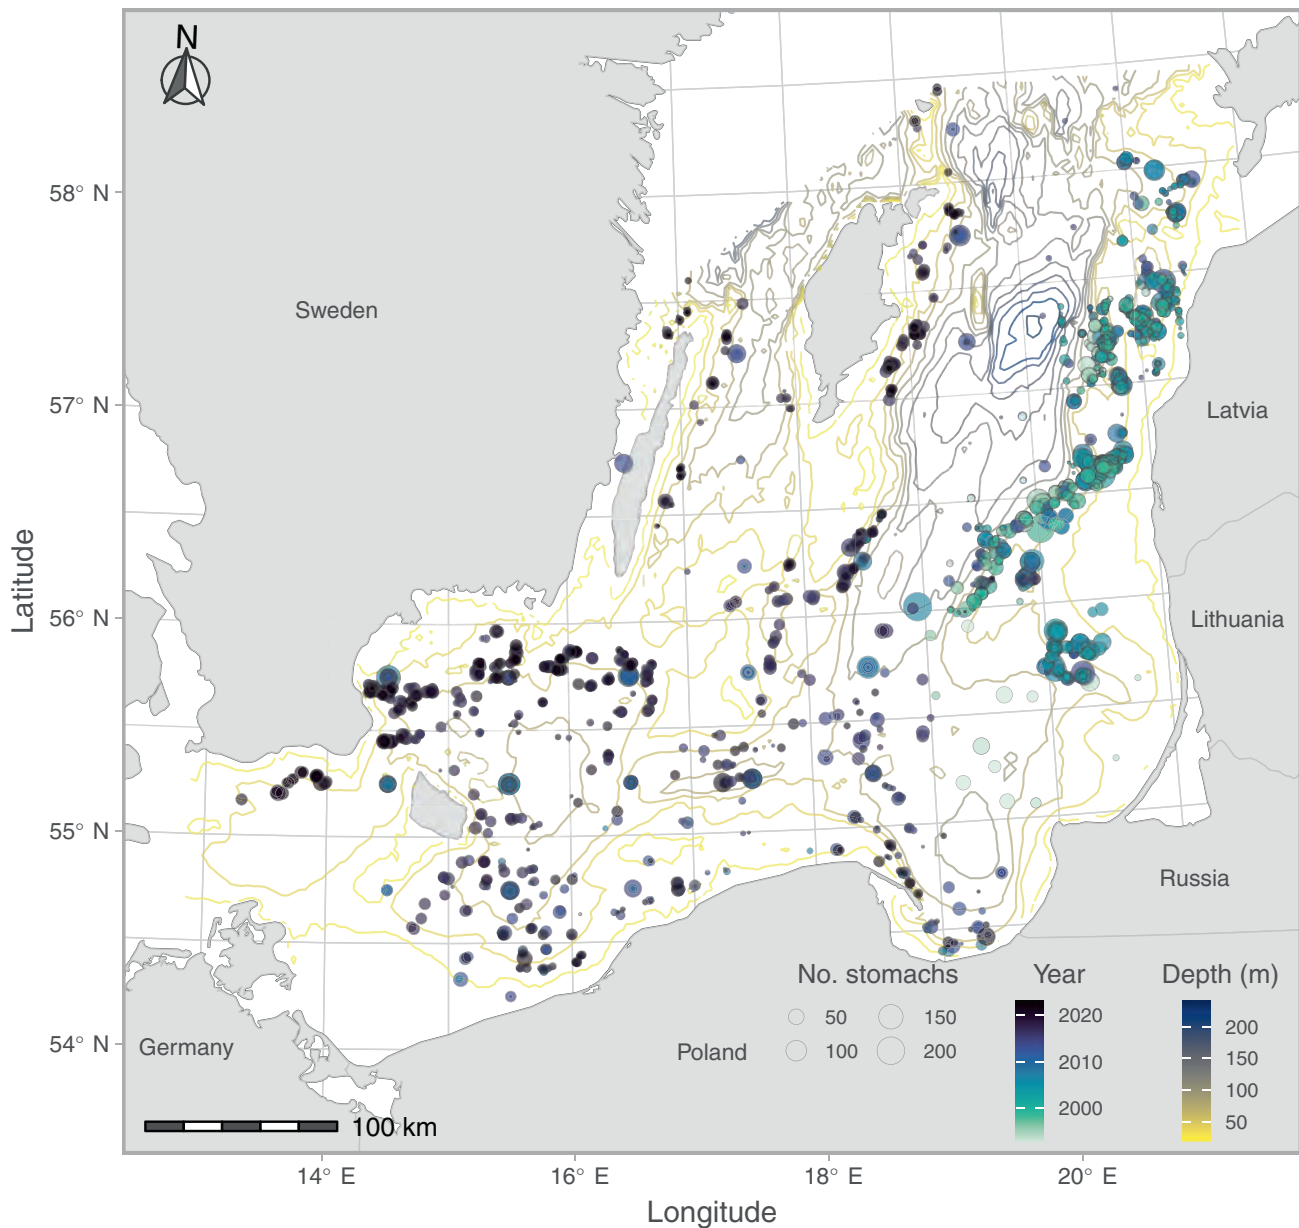 N
58° N
57° N
56° N
55° N
54° N
Latitude
Sweden
Latvia
Lithuania
Russia
Poland
Germany
No. stomachs
50
150
100
200
Year
2020
2010
2000
Depth (m)
200
150
100
50
100 km
14° E
16° E
18° E
20° E
Longitude